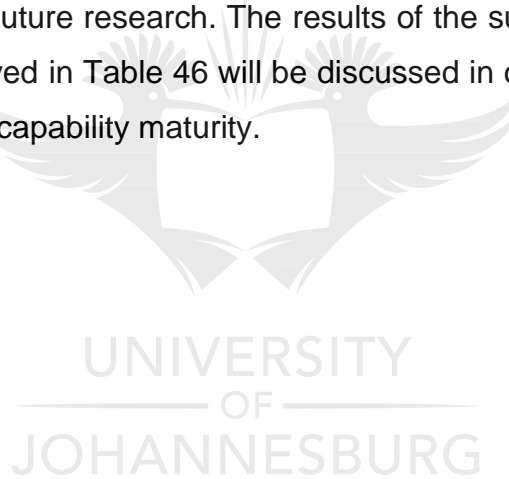 uture research. The results of the su
ed in Table 46 will be discussed in
capability maturity.
UNIVERSITY
OF
JOHANNESBURG